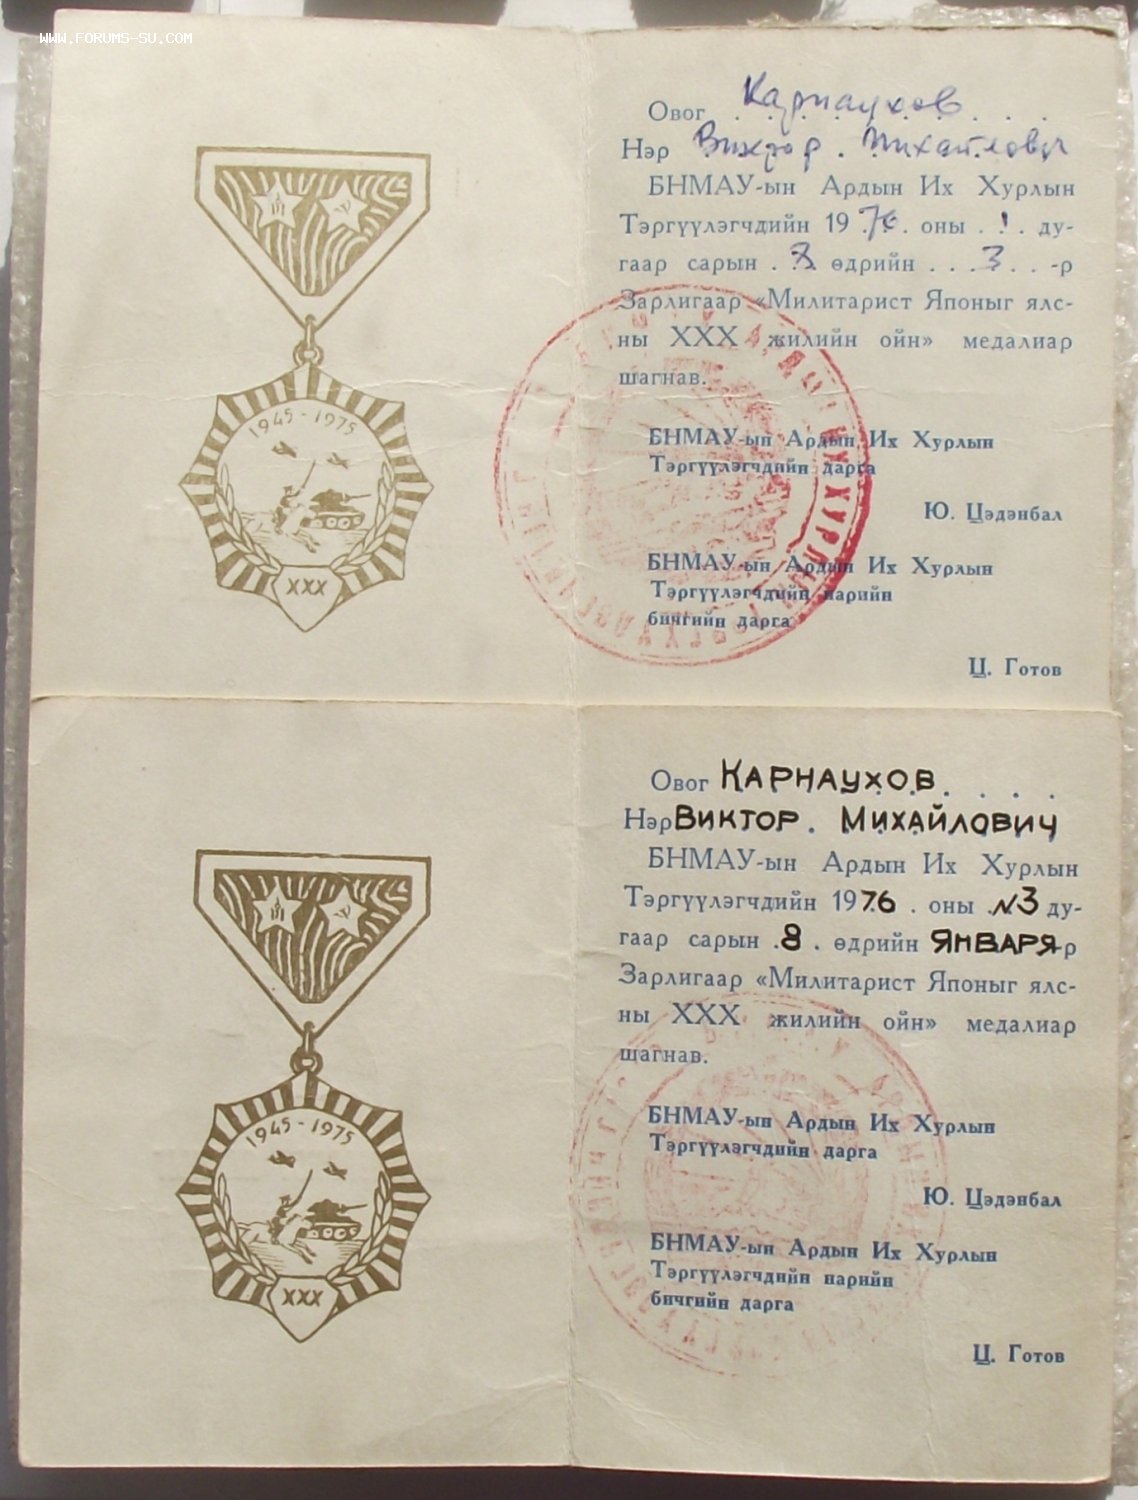 WWW.FORUMS-SU.COM
1945-1975
XXX
Овог Карнаухов
Нэр Виктор Михайлович
БНМАУ-ын Ардын Их Хурлын
Тэргүүлэгчдийн 1976 оны 1 ду-
гаар сарын 8 өдрийн 3 -р
Зарлигаар «Милитарист Японыг ялс-
ны XXX жилийн ойн» медалиар
шагнав.
БНМАУ-ын Ардын Их Хурлын
Тэргүүлэгчдийн дарга
Ю. Цэдэнбал
БНМАУ-ын Ардын Их Хурлын
Тэргүүлэгчдийн нарийн
бичгийн дарга
Ц. Готов
1945-1975
XXX
Овог КАРНАУХОВ
Нэр ВИКТОР МИХАЙЛОВИЧ
БНМАУ-ын Ардын Их Хурлын
Тэргүүлэгчдийн 1976 оны N3 ду-
гаар сарын 8 өдрийн ЯНВАРЯ-р
Зарлигаар «Милитарист Японыг ялс-
ны XXX жилийн ойн» медалиар
шагнав.
БНМАУ-ын Ардын Их Хурлын
Тэргүүлэгчдийн дарга
Ю. Цэдэнбал
БНМАУ-ын Ардын Их Хурлын
Тэргүүлэгчдийн нарийн
бичгийн дарга
Ц. Готов